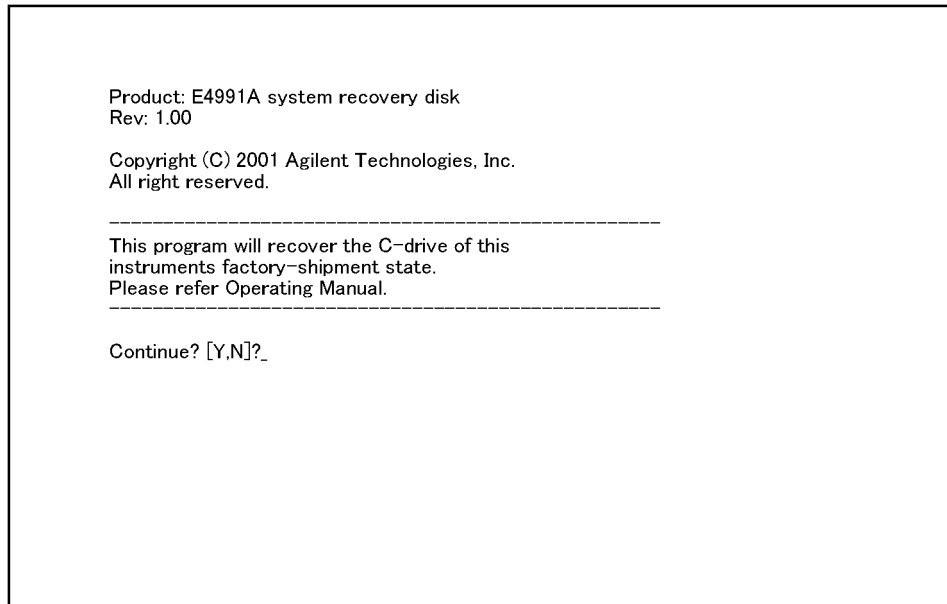 Product: E4991A system recovery disk
Rev: 1.00
Copyright (C) 2001 Agilent Technologies, Inc.
All right reserved.
----------------------------------------------------
This program will recover the C-drive of this
instruments factory-shipment state.
Please refer Operating Manual.
----------------------------------------------------
Continue? [Y,N]?_